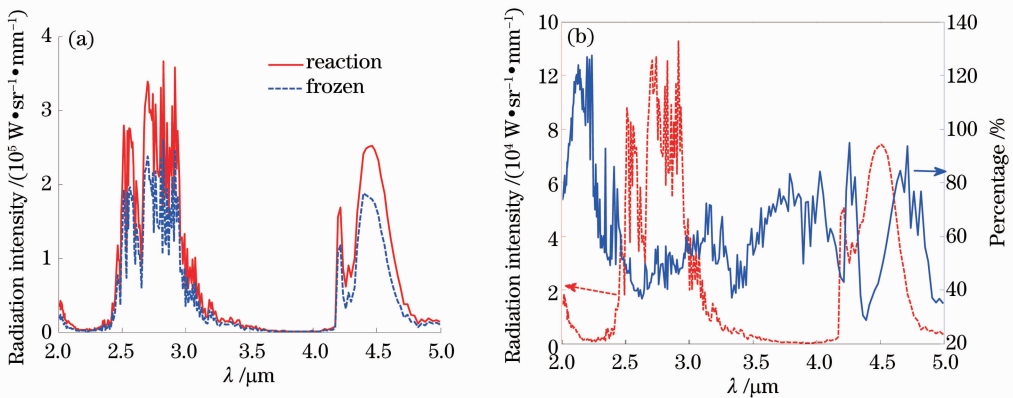 (a)
4
3
2
1
0
Radiation intensity /(10⁵ W•sr⁻¹•mm⁻¹)
reaction
frozen
2.0 2.5 3.0 3.5 4.0 4.5 5.0
λ /μm
(b)
10
12
8
6
4
2
0
Radiation intensity /(10⁴ W•sr⁻¹•mm⁻¹)
140
120
100
80
60
40
20
Percentage /%
2.0 2.5 3.0 3.5 4.0 4.5 5.0
λ /μm